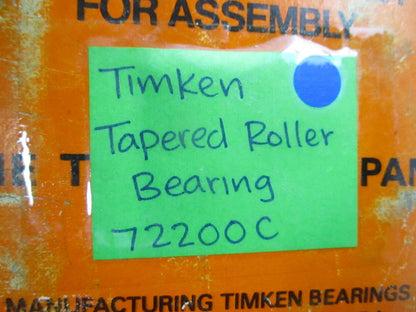 FOR ASSEMBLY
Timken
Tapered Roller
Bearing
72200C
MANUFACTURING TIMKEN BEARINGS